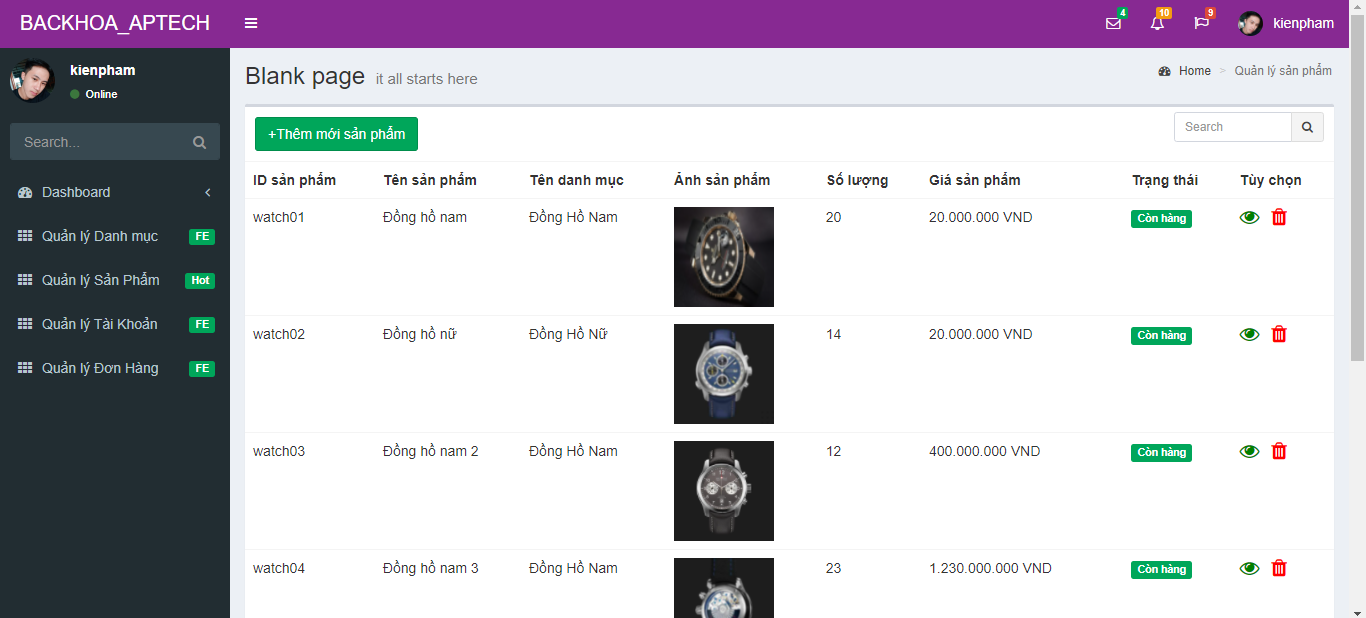 BACKHOA_APTECH
4 10 9 kienpham
kienpham
Online
Search...
Dashboard
Quản lý Danh mục FE
Quản lý Sản Phẩm Hot
Quản lý Tài Khoản FE
Quản lý Đơn Hàng FE
Blank page it all starts here
Home > Quản lý sản phẩm
+Thêm mới sản phẩm
Search
ID sản phẩm Tên sản phẩm Tên danh mục Ảnh sản phẩm Số lượng Giá sản phẩm Trạng thái Tùy chọn
watch01 Đồng hồ nam Đồng Hồ Nam 20 20.000.000 VND Còn hàng
watch02 Đồng hồ nữ Đồng Hồ Nữ 14 20.000.000 VND Còn hàng
watch03 Đồng hồ nam 2 Đồng Hồ Nam 12 400.000.000 VND Còn hàng
watch04 Đồng hồ nam 3 Đồng Hồ Nam 23 1.230.000.000 VND Còn hàng